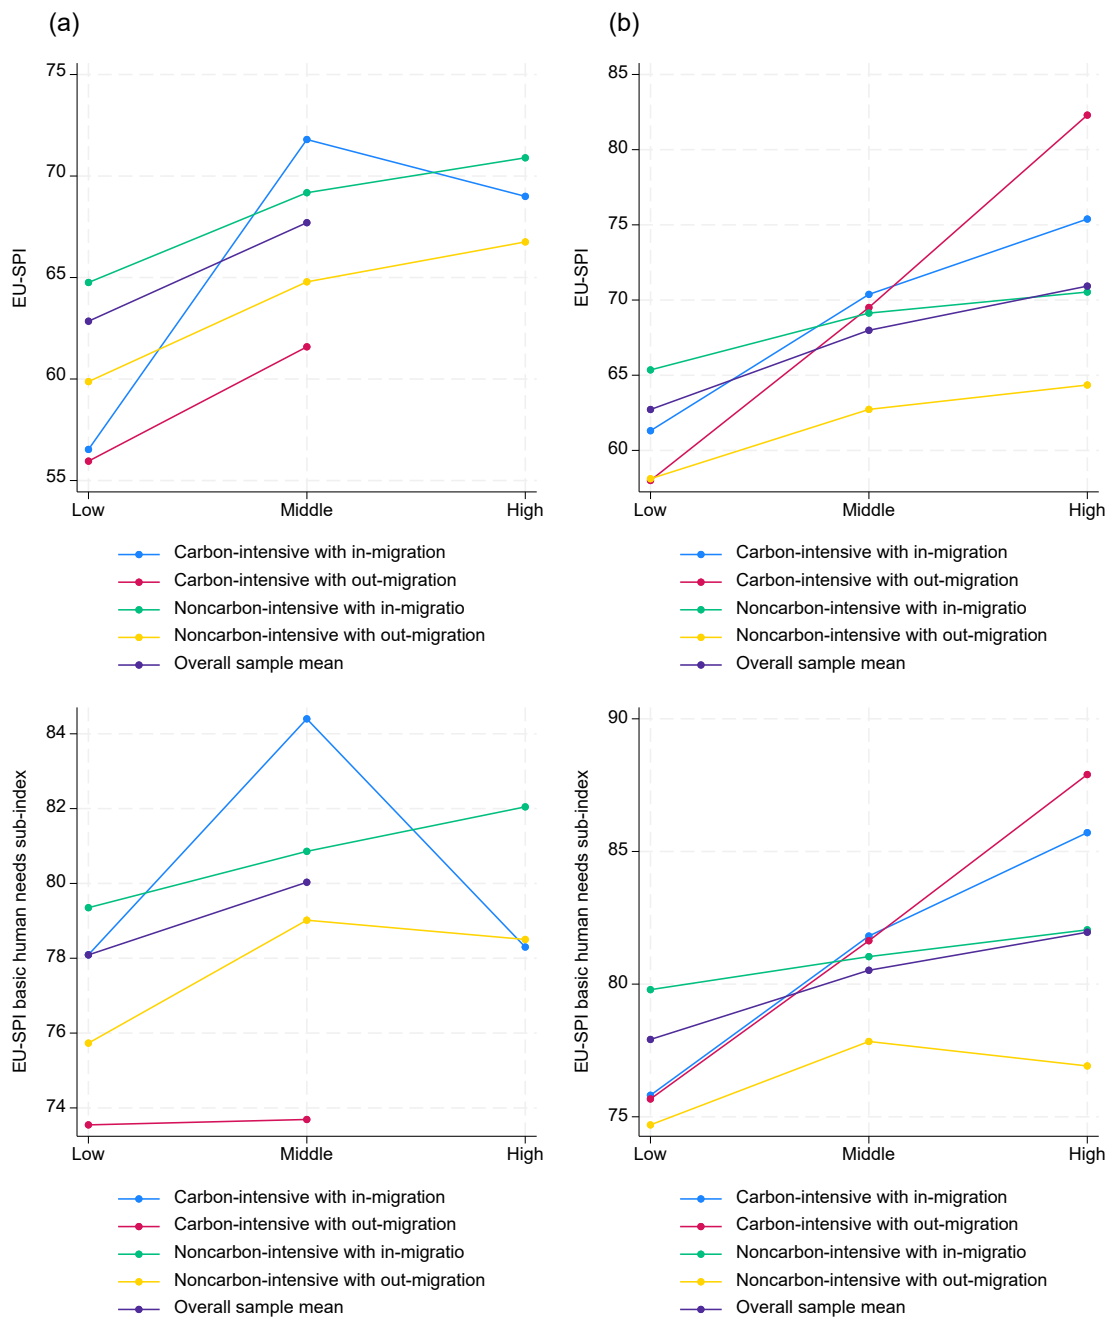 (a)
(b)
EU-SPI
75
70
65
60
55
Low Middle High
Carbon-intensive with in-migration
Carbon-intensive with out-migration
Noncarbon-intensive with in-migratio
Noncarbon-intensive with out-migration
Overall sample mean
EU-SPI
85
80
75
70
65
60
Low Middle High
Carbon-intensive with in-migration
Carbon-intensive with out-migration
Noncarbon-intensive with in-migratio
Noncarbon-intensive with out-migration
Overall sample mean
EU-SPI basic human needs sub-index
84
82
80
78
76
74
Low Middle High
Carbon-intensive with in-migration
Carbon-intensive with out-migration
Noncarbon-intensive with in-migratio
Noncarbon-intensive with out-migration
Overall sample mean
EU-SPI basic human needs sub-index
90
85
80
75
Low Middle High
Carbon-intensive with in-migration
Carbon-intensive with out-migration
Noncarbon-intensive with in-migratio
Noncarbon-intensive with out-migration
Overall sample mean